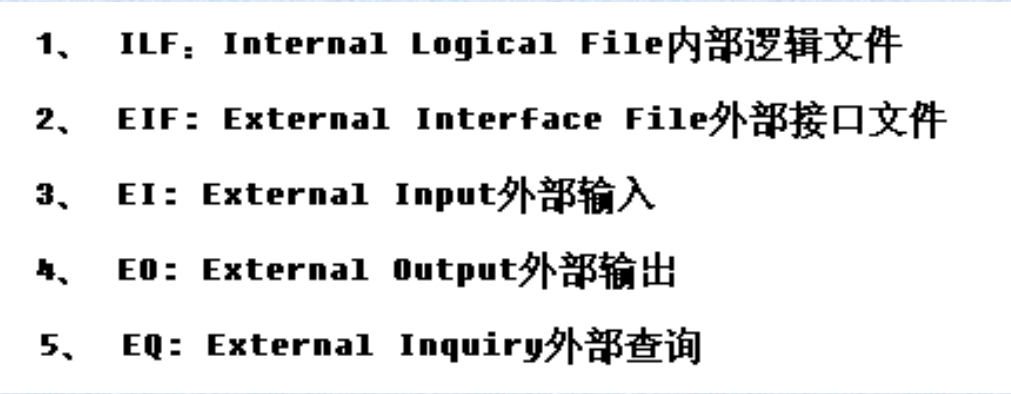 1、 ILF：Internal Logical File内部逻辑文件
2、 EIF: External Interface File外部接口文件
3、 EI: External Input外部输入
4、 EO: External Output外部输出
5、 EQ: External Inquiry外部查询